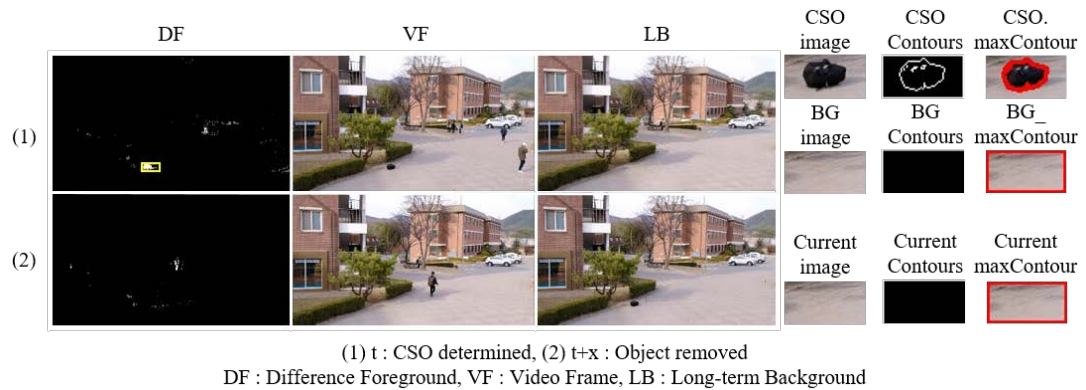 DF VF LB
CSO image
CSO Contours
CSO. maxContour
(1)
BG image
BG Contours
BG_ maxContour
(2)
Current image
Current Contours
Current maxContour
(1) t : CSO determined, (2) t+x : Object removed
DF : Difference Foreground, VF : Video Frame, LB : Long-term Background